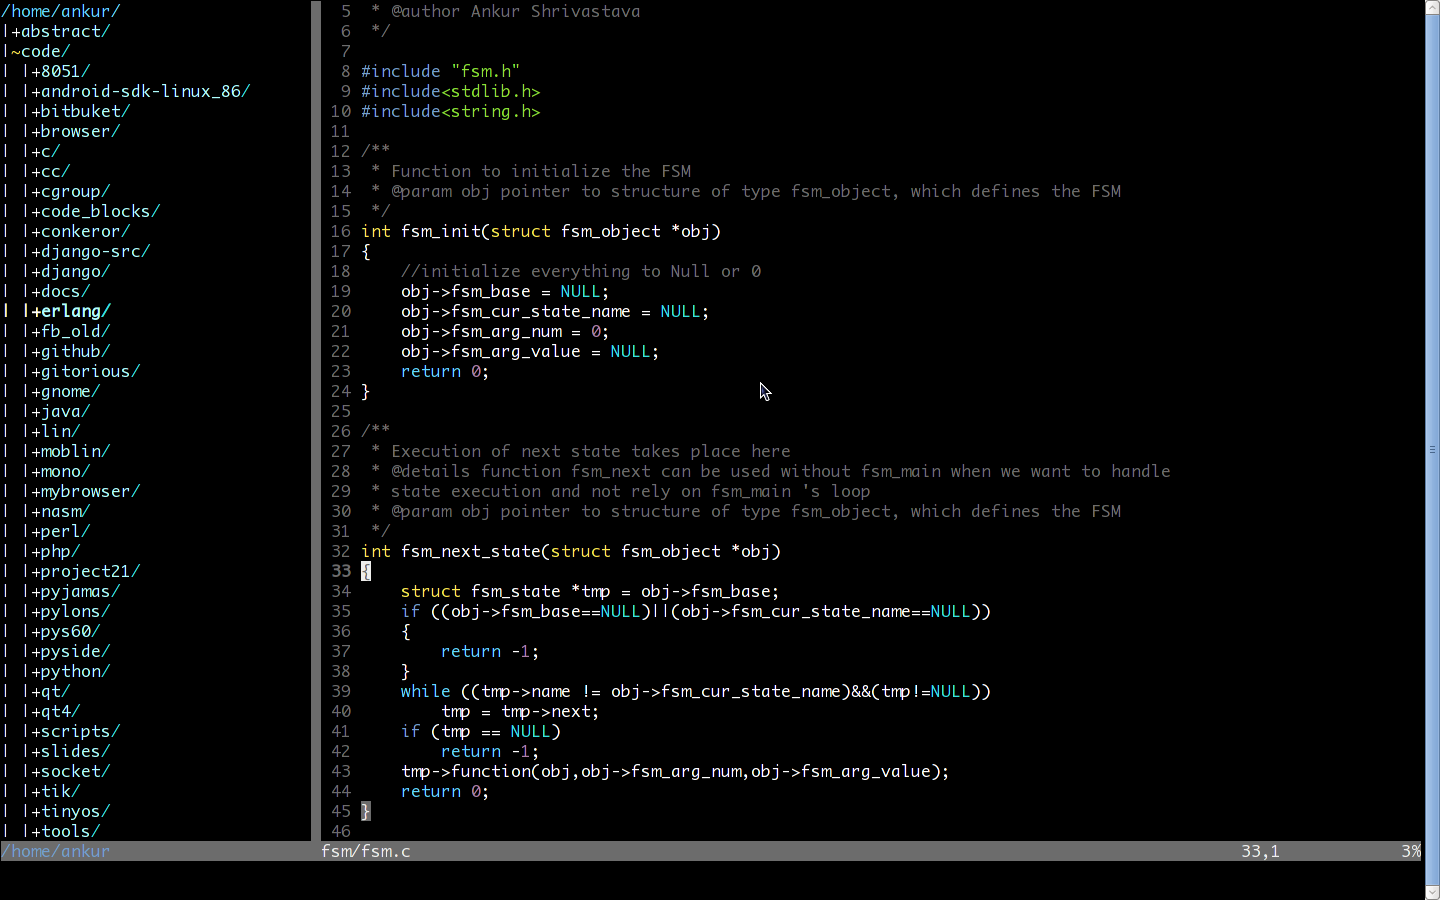 /home/ankur/
|+abstract/
|~code/
| |+8051/
| |+android-sdk-linux_86/
| |+bitbuket/
| |+browser/
| |+c/
| |+cc/
| |+cgroup/
| |+code_blocks/
| |+conkeror/
| |+django-src/
| |+django/
| |+docs/
| |+erlang/
| |+fb_old/
| |+github/
| |+gitorious/
| |+gnome/
| |+java/
| |+lin/
| |+moblin/
| |+mono/
| |+mybrowser/
| |+nasm/
| |+perl/
| |+php/
| |+project21/
| |+pyjamas/
| |+pylons/
| |+pys60/
| |+pyside/
| |+python/
| |+qt/
| |+qt4/
| |+scripts/
| |+slides/
| |+socket/
| |+tik/
| |+tinyos/
| |+tools/
/home/ankur
5  * @author Ankur Shrivastava
6  */
7
8 #include "fsm.h"
9 #include<stdlib.h>
10 #include<string.h>
11
12 /**
13  * Function to initialize the FSM
14  * @param obj pointer to structure of type fsm_object, which defines the FSM
15  */
16 int fsm_init(struct fsm_object *obj)
17 {
18     //initialize everything to Null or 0
19     obj->fsm_base = NULL;
20     obj->fsm_cur_state_name = NULL;
21     obj->fsm_arg_num = 0;
22     obj->fsm_arg_value = NULL;
23     return 0;
24 }
25
26 /**
27  * Execution of next state takes place here
28  * @details function fsm_next can be used without fsm_main when we want to handle
29  * state execution and not rely on fsm_main 's loop
30  * @param obj pointer to structure of type fsm_object, which defines the FSM
31  */
32 int fsm_next_state(struct fsm_object *obj)
33 {
34     struct fsm_state *tmp = obj->fsm_base;
35     if ((obj->fsm_base==NULL)||(obj->fsm_cur_state_name==NULL))
36     {
37         return -1;
38     }
39     while ((tmp->name != obj->fsm_cur_state_name)&&(tmp!=NULL))
40         tmp = tmp->next;
41     if (tmp == NULL)
42         return -1;
43     tmp->function(obj,obj->fsm_arg_num,obj->fsm_arg_value);
44     return 0;
45 }
46
fsm/fsm.c 33,1 3%